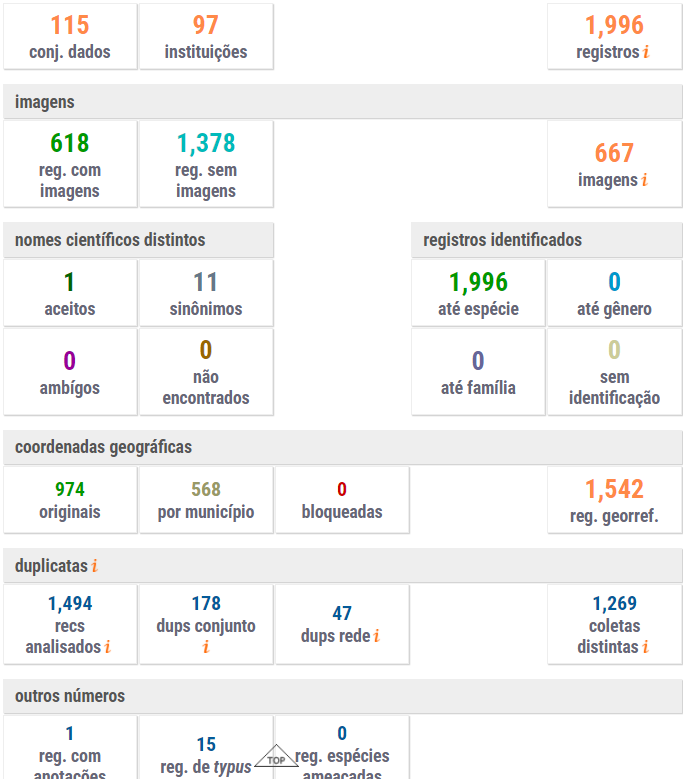 115
conj. dados
97
instituições
1,996
registros i
imagens
618
reg. com
imagens
1,378
reg. sem
imagens
667
imagens i
nomes científicos distintos
1
aceitos
11
sinônimos
0
ambígos
0
não
encontrados
registros identificados
1,996
até espécie
0
até gênero
0
até família
0
sem
identificação
coordenadas geográficas
974
originais
568
por município
0
bloqueadas
1,542
reg. georref.
duplicatas i
1,494
recs
analisados i
178
dups conjunto
i
47
dups rede i
1,269
coletas
distintas i
outros números
1
reg. com
anotações
15
reg. de typus
0
reg. espécies
ameaçadas
TOP